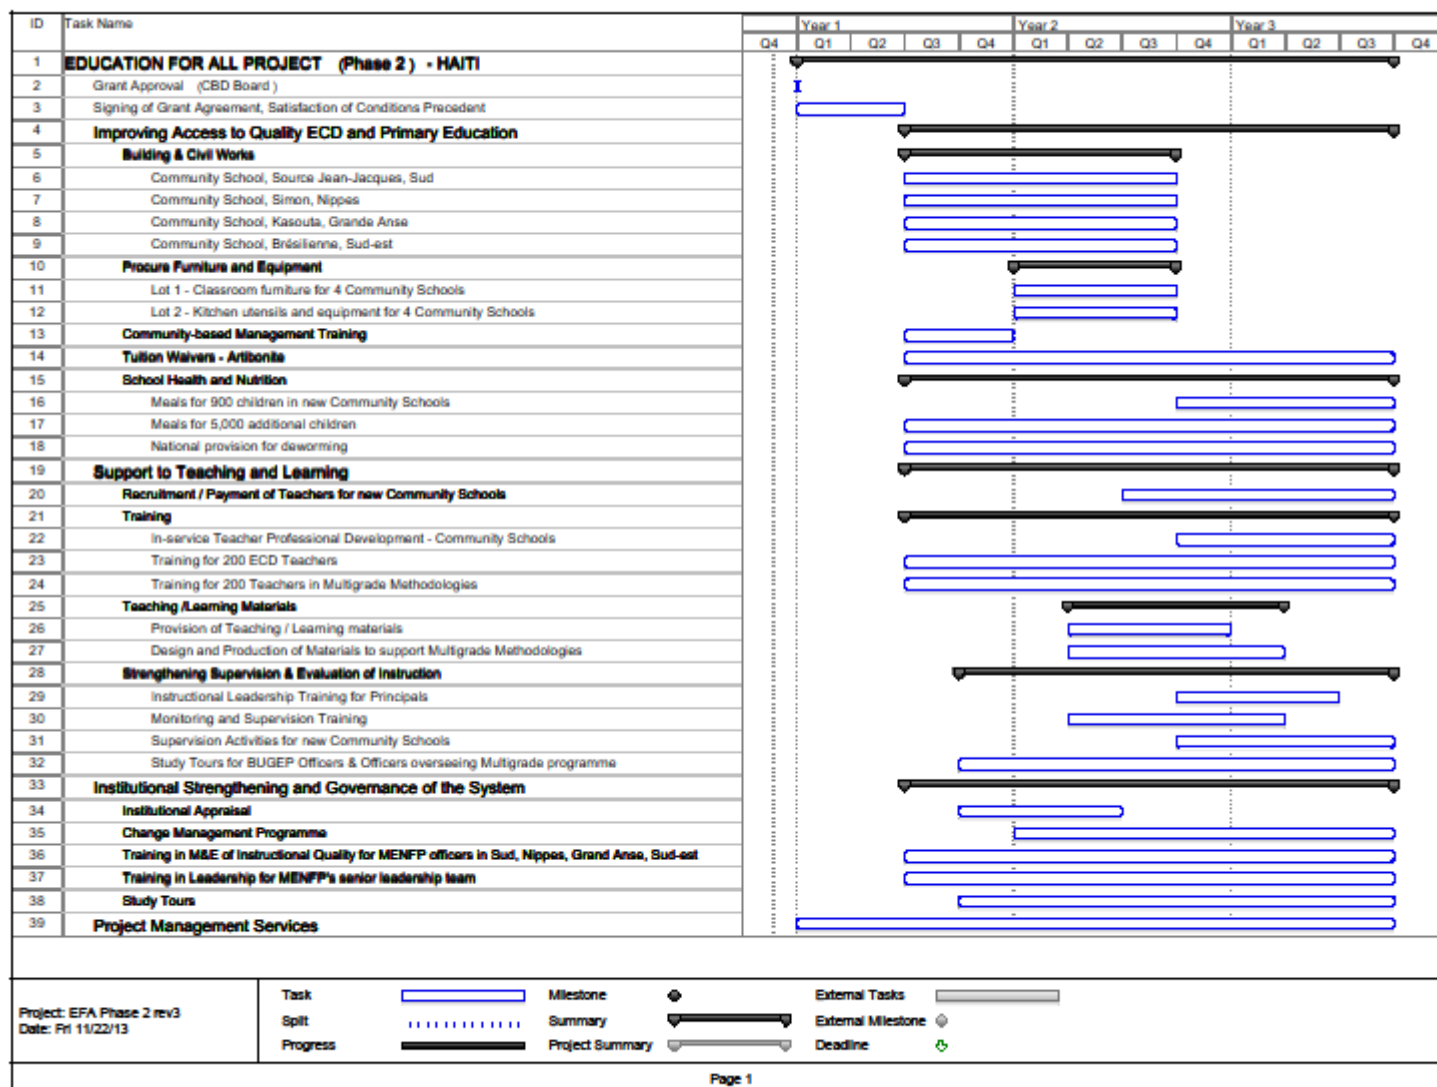 ID Task Name Year 1 Year 2 Year 3
Q4 Q1 Q2 Q3 Q4 Q1 Q2 Q3 Q4 Q1 Q2 Q3 Q4
1 EDUCATION FOR ALL PROJECT (Phase 2 ) - HAITI
2 Grant Approval (CBD Board )
3 Signing of Grant Agreement, Satisfaction of Conditions Precedent
4 Improving Access to Quality ECD and Primary Education
5 Building & Civil Works
6 Community School, Source Jean-Jacques, Sud
7 Community School, Simon, Nippes
8 Community School, Kasouta, Grande Anse
9 Community School, Brésilienne, Sud-est
10 Procure Furniture and Equipment
11 Lot 1 - Classroom furniture for 4 Community Schools
12 Lot 2 - Kitchen utensils and equipment for 4 Community Schools
13 Community-based Management Training
14 Tuition Waivers - Artibonite
15 School Health and Nutrition
16 Meals for 900 children in new Community Schools
17 Meals for 5,000 additional children
18 National provision for deworming
19 Support to Teaching and Learning
20 Recruitment / Payment of Teachers for new Community Schools
21 Training
22 In-service Teacher Professional Development - Community Schools
23 Training for 200 ECD Teachers
24 Training for 200 Teachers in Multigrade Methodologies
25 Teaching /Learning Materials
26 Provision of Teaching / Learning materials
27 Design and Production of Materials to support Multigrade Methodologies
28 Strengthening Supervision & Evaluation of Instruction
29 Instructional Leadership Training for Principals
30 Monitoring and Supervision Training
31 Supervision Activities for new Community Schools
32 Study Tours for BUGEP Officers & Officers overseeing Multigrade programme
33 Institutional Strengthening and Governance of the System
34 Institutional Appraisal
35 Change Management Programme
36 Training in M&E of Instructional Quality for MENFP officers in Sud, Nippes, Grand Anse, Sud-est
37 Training in Leadership for MENFP's senior leadership team
38 Study Tours
39 Project Management Services
Project: EFA Phase 2 rev3
Date: Fri 11/22/13
Task Milestone External Tasks
Split Summary External Milestone
Progress Project Summary Deadline
Page 1